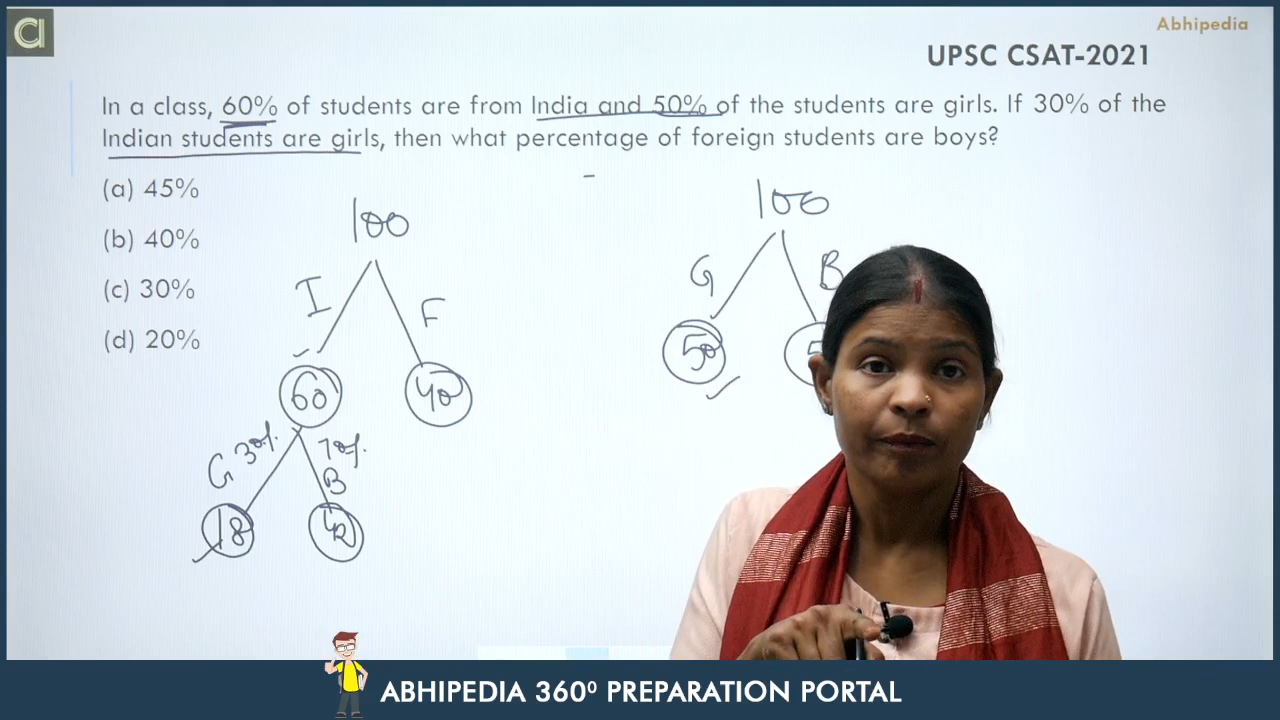 Abhipedia
UPSC CSAT-2021
In a class, 60% of students are from India and 50% of the students are girls. If 30% of the
Indian students are girls, then what percentage of foreign students are boys?
(a) 45%
(b) 40%
(c) 30%
(d) 20%
100
I F
60 40
G 30% 70%
B
18 42
100
G B
50 5
ABHIPEDIA 360⁰ PREPARATION PORTAL